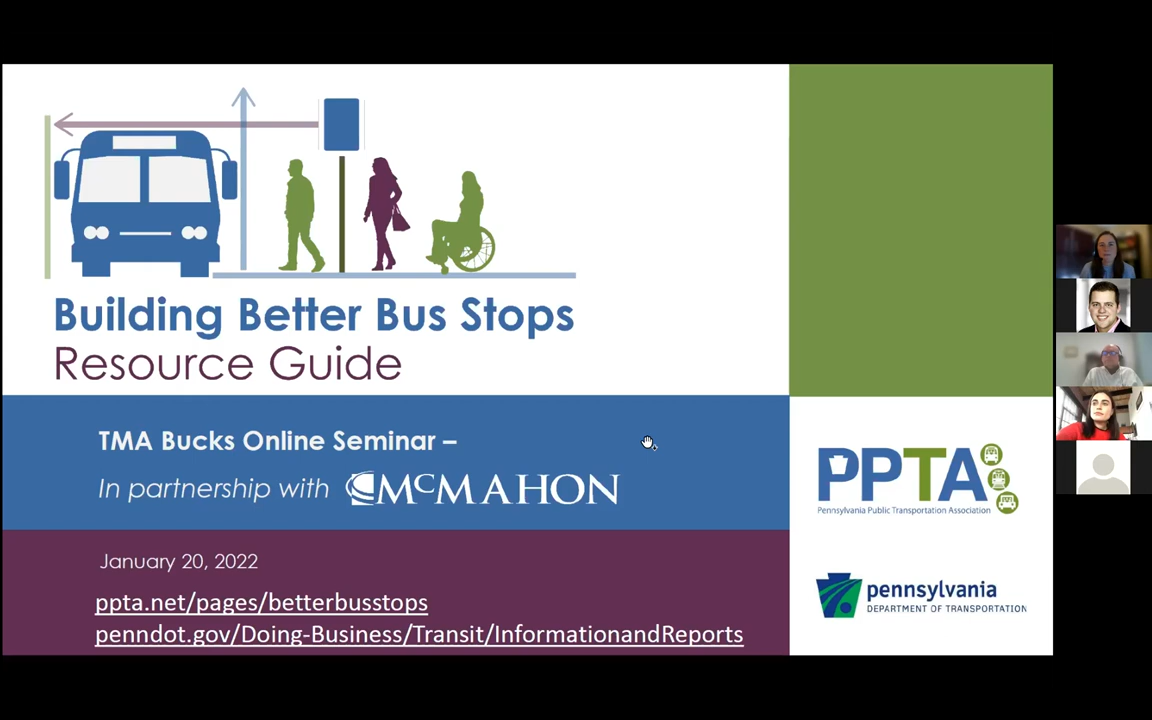 Building Better Bus Stops
Resource Guide
TMA Bucks Online Seminar –
In partnership with McMAHON
January 20, 2022
ppta.net/pages/betterbusstops
penndot.gov/Doing-Business/Transit/InformationandReports
PPTA
Pennsylvania Public Transportation Association
pennsylvania
DEPARTMENT OF TRANSPORTATION